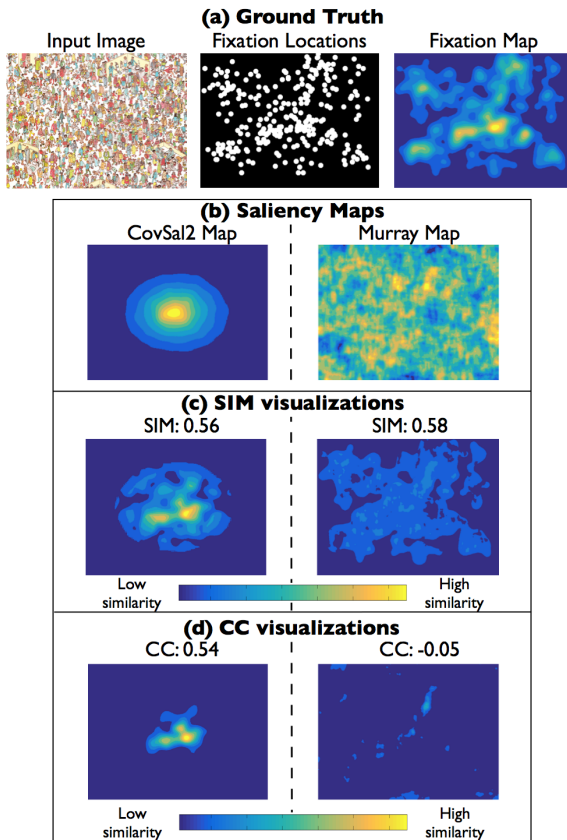 (a) Ground Truth
Input Image Fixation Locations Fixation Map
(b) Saliency Maps
CovSal2 Map Murray Map
(c) SIM visualizations
SIM: 0.56 SIM: 0.58
Low similarity High similarity
(d) CC visualizations
CC: 0.54 CC: -0.05
Low similarity High similarity